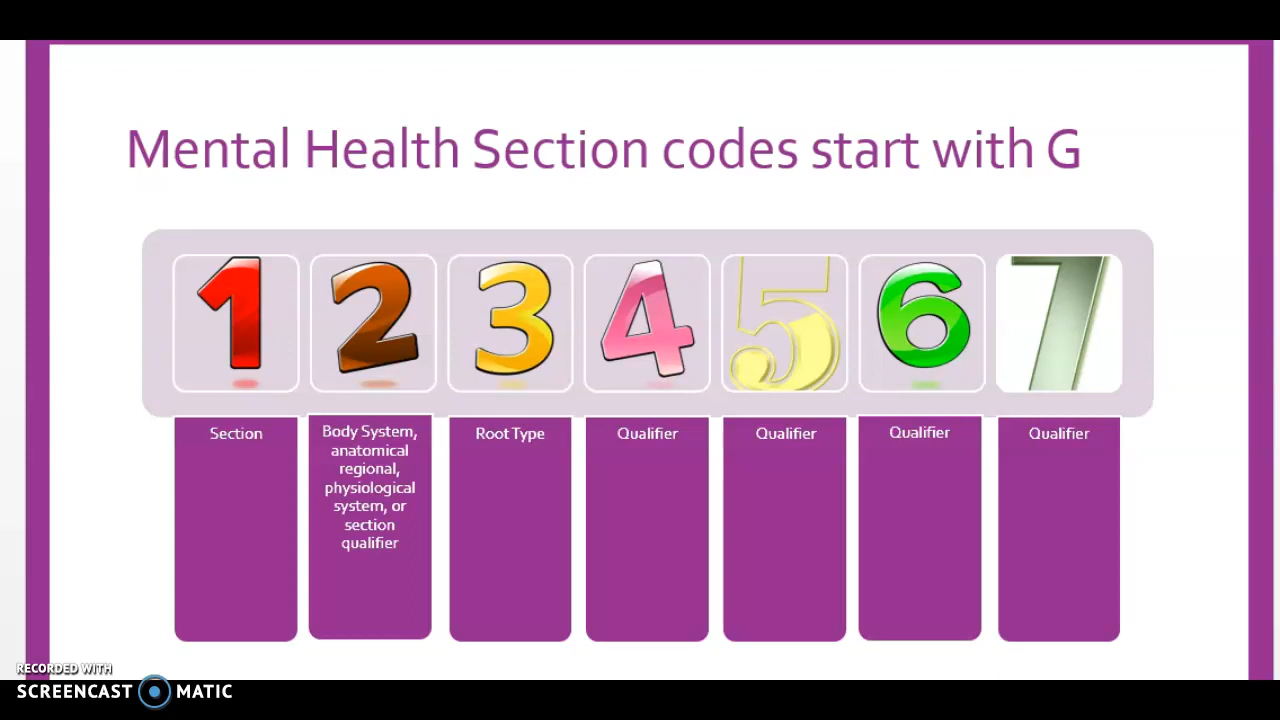 Mental Health Section codes start with G
1 2 3 4 5 6 7
Section
Body System,
anatomical
regional,
physiological
system, or
section
qualifier
Root Type
Qualifier
Qualifier
Qualifier
Qualifier
RECORDED WITH
SCREENCAST MATIC